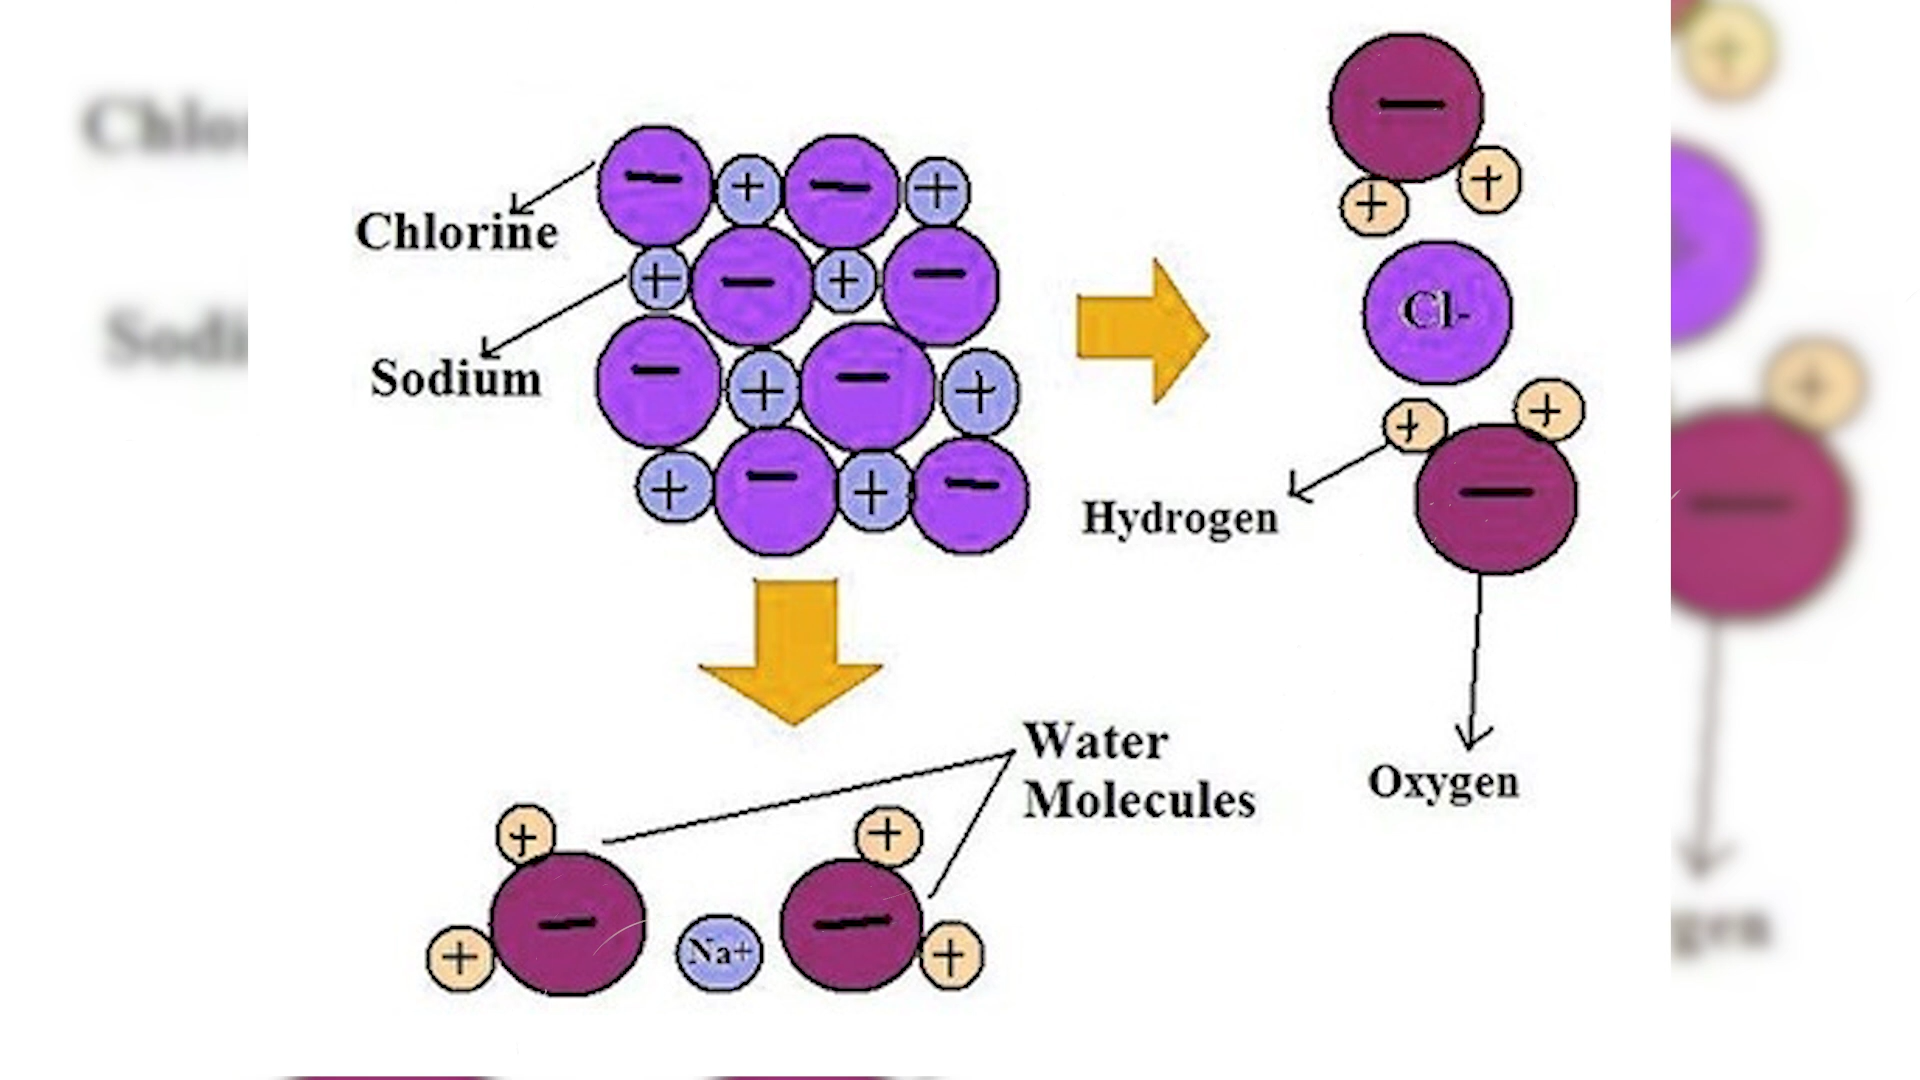 Chlorine
Sodium
Cl-
Hydrogen
Oxygen
Water
Molecules
Na+